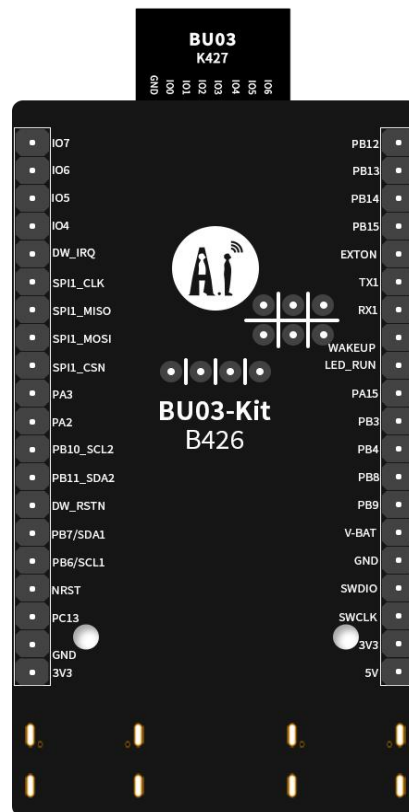 BU03
K427
GND IO0 IO1 IO2 IO3 IO4 IO5 IO6
IO7
IO6
IO5
IO4
DW_IRQ
SPI1_CLK
SPI1_MISO
SPI1_MOSI
SPI1_CSN
PA3
PA2
PB10_SCL2
PB11_SDA2
DW_RSTN
PB7/SDA1
PB6/SCL1
NRST
PC13
GND
3V3
A.i
BU03-Kit
B426
PB12
PB13
PB14
PB15
EXTON
TX1
RX1
WAKEUP
LED_RUN
PA15
PB3
PB4
PB8
PB9
V-BAT
GND
SWDIO
SWCLK
3V3
5V